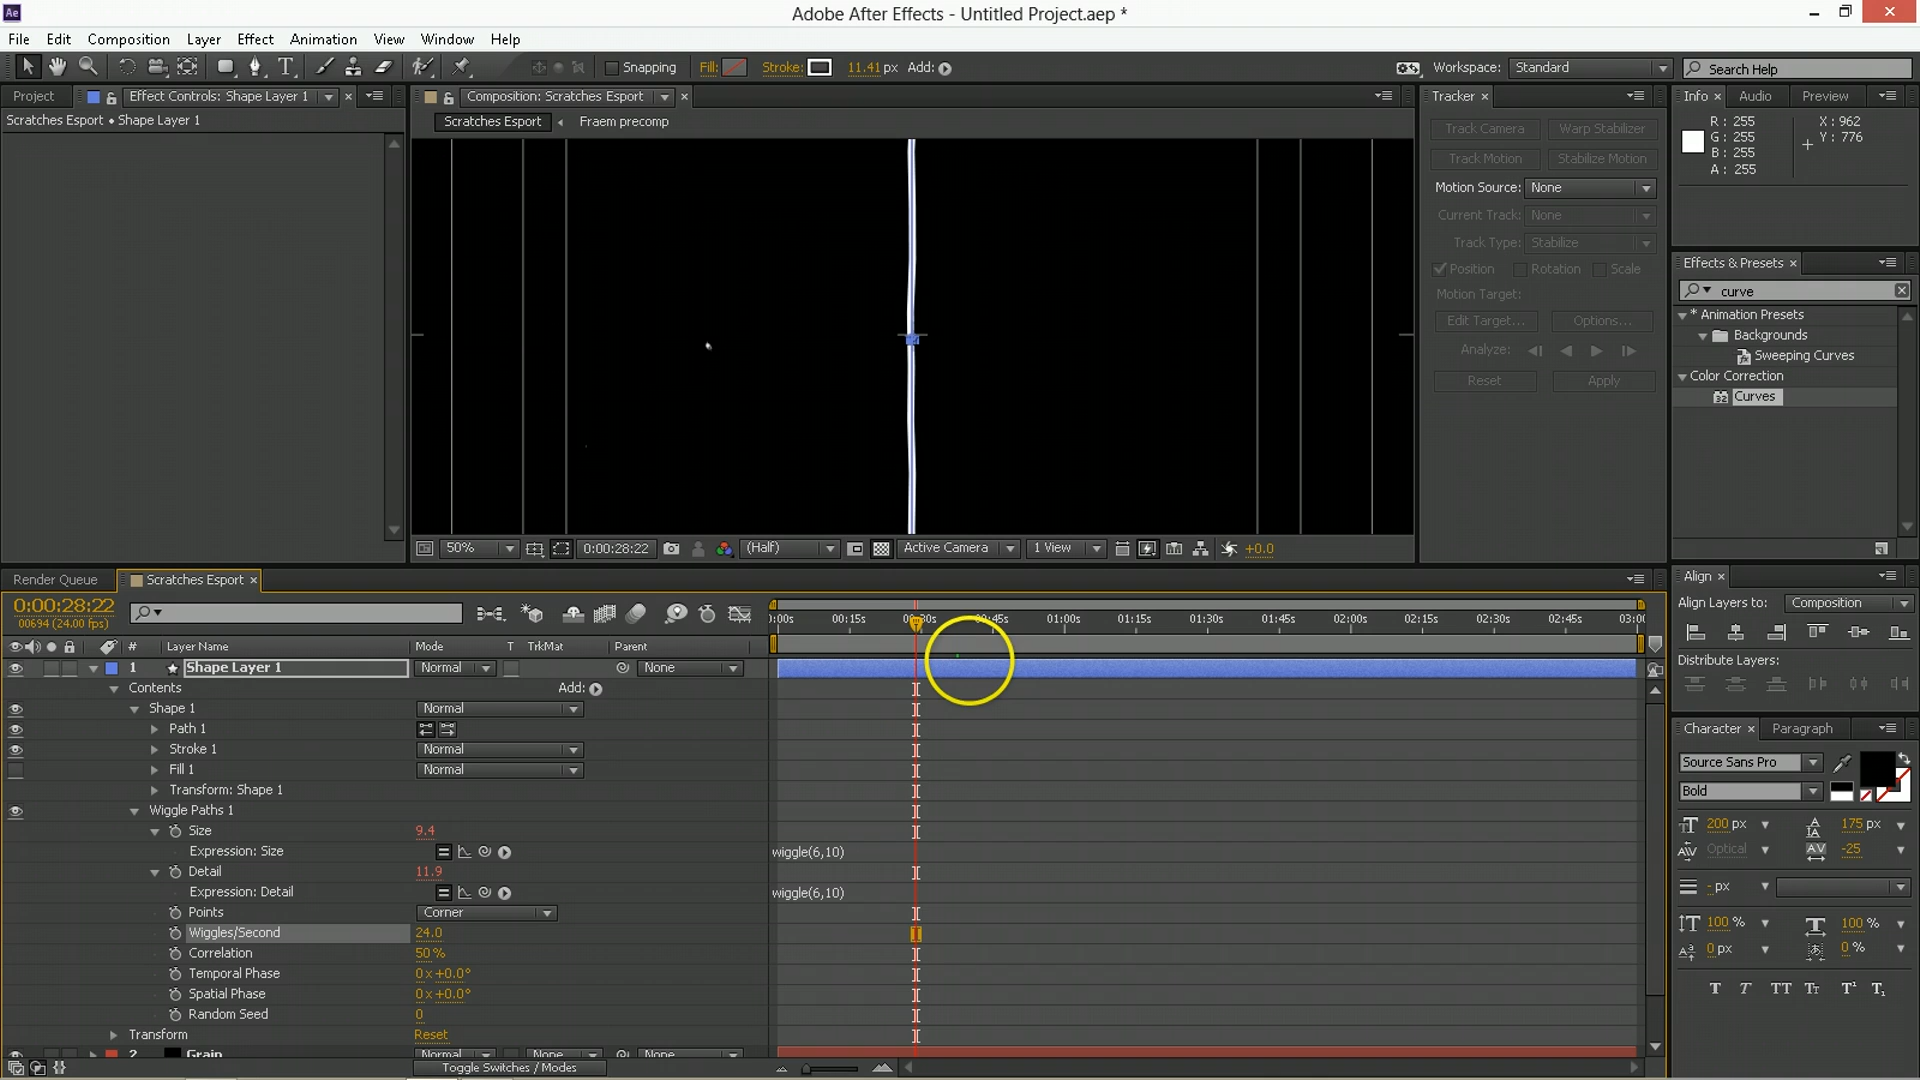 Ae
Adobe After Effects - Untitled Project.aep *
File Edit Composition Layer Effect Animation View Window Help
Snapping Fill: Stroke: 11.41 px Add: Workspace: Standard Search Help
Project Effect Controls: Shape Layer 1 × Composition: Scratches Esport × Tracker × Info × Audio Preview
Scratches Esport • Shape Layer 1
Scratches Esport Fraem precomp
R: 255 X: 962
G: 255 Y: 776
B: 255
A: 255
Track Camera Warp Stabilizer
Track Motion Stabilize Motion
Motion Source: None
Current Track: None
Track Type: Stabilize
Position Rotation Scale
Motion Target:
Edit Target... Options...
Analyze:
Reset Apply
Effects & Presets ×
curve
* Animation Presets
Backgrounds
Sweeping Curves
Color Correction
32 Curves
50% 0:00:28:22 (Half) Active Camera 1 View +0.0
Render Queue Scratches Esport ×
0:00:28:22
00694 (24.00 fps)
:00s 00:15s 00:30s 00:45s 01:00s 01:15s 01:30s 01:45s 02:00s 02:15s 02:30s 02:45s 03:00
# Layer Name Mode T TrkMat Parent
1 Shape Layer 1 Normal None
Contents Add:
Shape 1 Normal
Path 1
Stroke 1 Normal
Fill 1 Normal
Transform: Shape 1
Wiggle Paths 1
Size 9.4
Expression: Size wiggle(6,10)
Detail 11.9
Expression: Detail wiggle(6,10)
Points Corner
Wiggles/Second 24.0
Correlation 50 %
Temporal Phase 0 x +0.0°
Spatial Phase 0 x +0.0°
Random Seed 0
Transform Reset
2 Grain Normal None None
Toggle Switches / Modes
Align ×
Align Layers to: Composition
Distribute Layers:
Character × Paragraph
Source Sans Pro
Bold
200 px 175 px
Optical -25
- px
100 % 100 %
0 px 0 %
T T TT Tt T¹ T₁